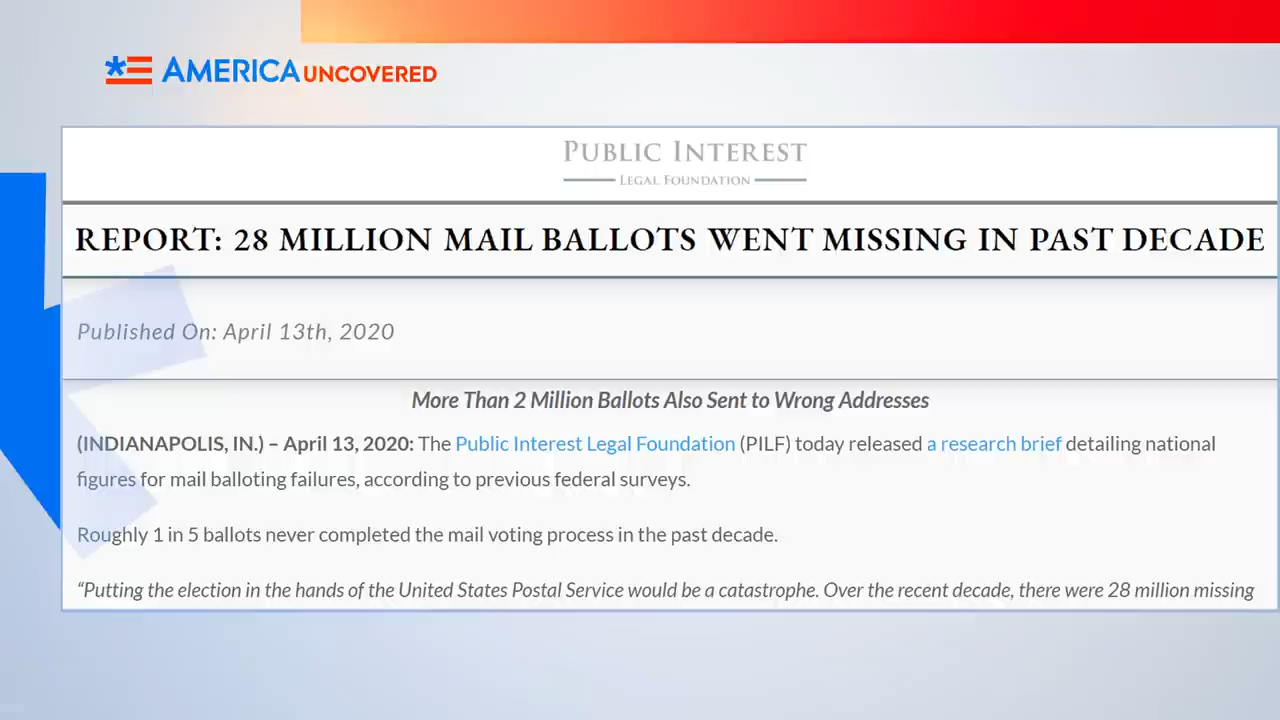 AMERICA UNCOVERED
PUBLIC INTEREST
LEGAL FOUNDATION
REPORT: 28 MILLION MAIL BALLOTS WENT MISSING IN PAST DECADE
Published On: April 13th, 2020
More Than 2 Million Ballots Also Sent to Wrong Addresses
(INDIANAPOLIS, IN.) – April 13, 2020: The Public Interest Legal Foundation (PILF) today released a research brief detailing national
figures for mail balloting failures, according to previous federal surveys.
Roughly 1 in 5 ballots never completed the mail voting process in the past decade.
“Putting the election in the hands of the United States Postal Service would be a catastrophe. Over the recent decade, there were 28 million missing